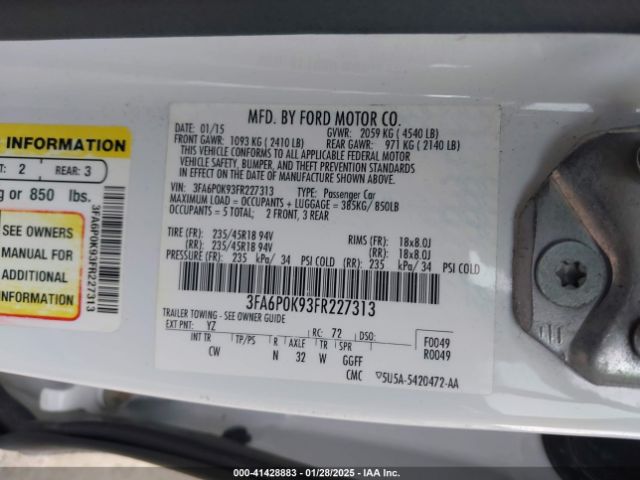 INFORMATION
2
REAR: 3
or 850 lbs.
SEE OWNERS
MANUAL FOR
ADDITIONAL
INFORMATION
3FA6P0K93FR227313
MFD. BY FORD MOTOR CO.
DATE: 01/15 GVWR: 2059 KG ( 4540 LB)
FRONT GAWR: 1093 KG ( 2410 LB) REAR GAWR: 971 KG ( 2140 LB)
THIS VEHICLE CONFORMS TO ALL APPLICABLE FEDERAL MOTOR
VEHICLE SAFETY, BUMPER, AND THEFT PREVENTION STANDARDS
IN EFFECT ON THE DATE OF MANUFACTURE SHOWN ABOVE.
VIN: 3FA6P0K93FR227313 TYPE: Passenger Car
MAXIMUM LOAD = OCCUPANTS + LUGGAGE = 385KG/ 850LB
OCCUPANTS = 5 TOTAL; 2 FRONT, 3 REAR
TIRE (FR): 235/45R18 94V RIMS (FR): 18x8.0J
(RR): 235/45R18 94V (RR): 18x8.0J
PRESSURE (FR): 235 kPa/ 34 PSI COLD (RR): 235 kPa/ 34 PSI COLD
3FA6P0K93FR227313
TRAILER TOWING - SEE OWNER GUIDE
EXT PNT: YZ RC: 72 DSO: F0049
INT TR TP/PS R AXLE TR SPR R0049
CW N 32 W GGFF
CMC 5U5A-5420472-AA
000-41428883 - 01/28/2025 - IAA Inc.